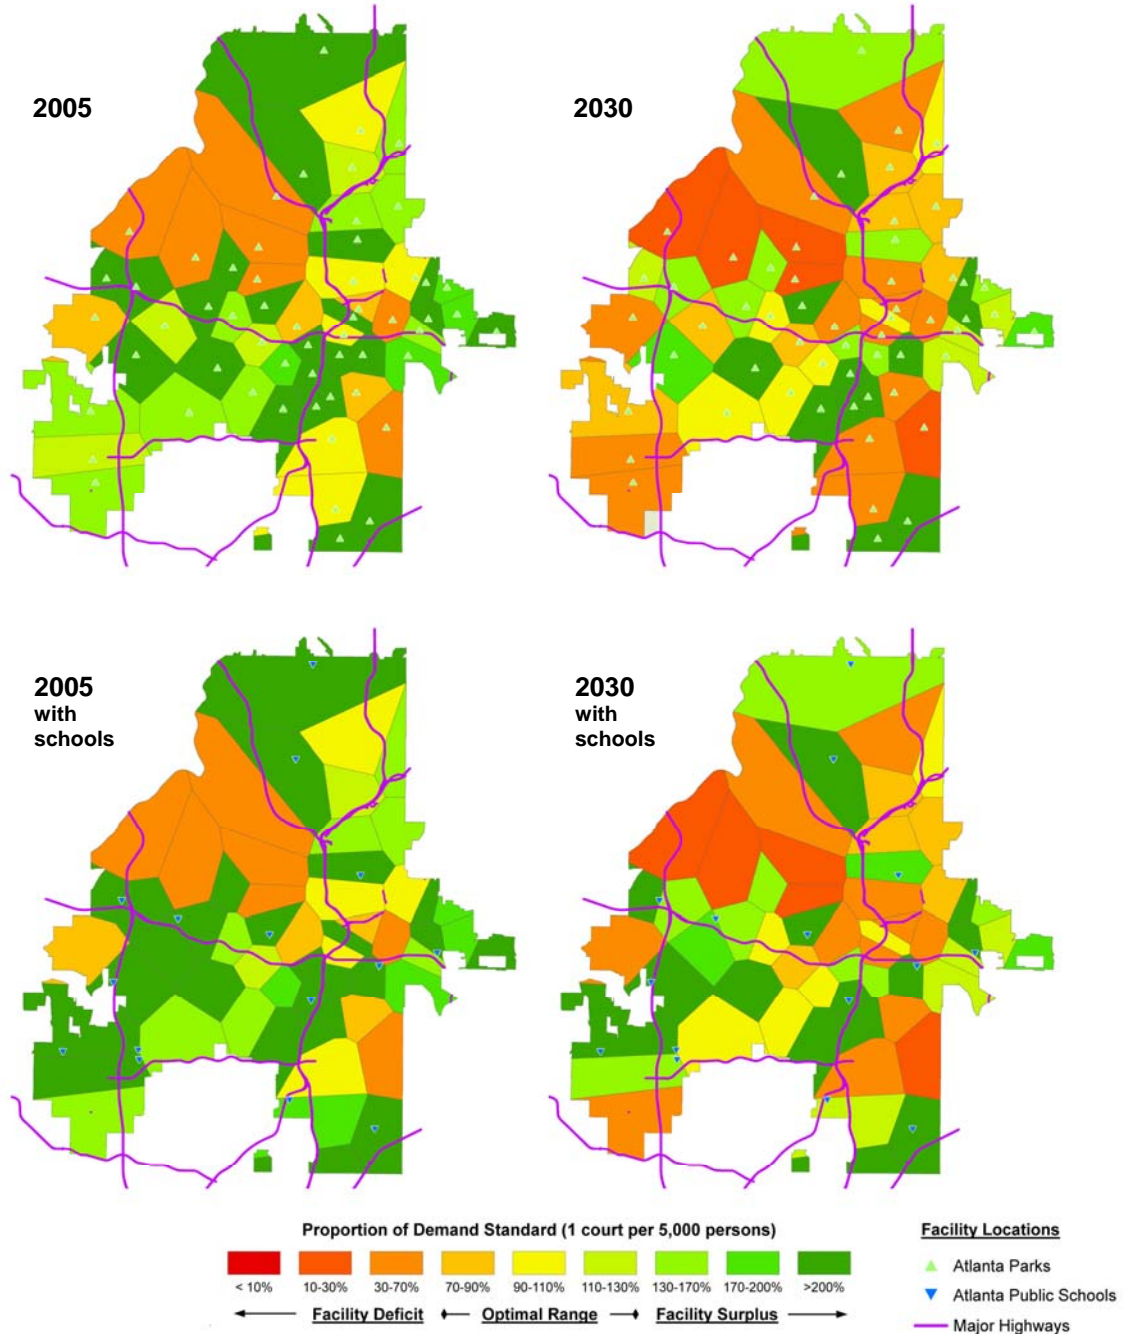 2005
2030
2005
with
schools
2030
with
schools
Proportion of Demand Standard (1 court per 5,000 persons)
< 10%
10-30%
30-70%
70-90%
90-110%
110-130%
130-170%
170-200%
>200%
Facility Deficit
Optimal Range
Facility Surplus
Facility Locations
Atlanta Parks
Atlanta Public Schools
Major Highways